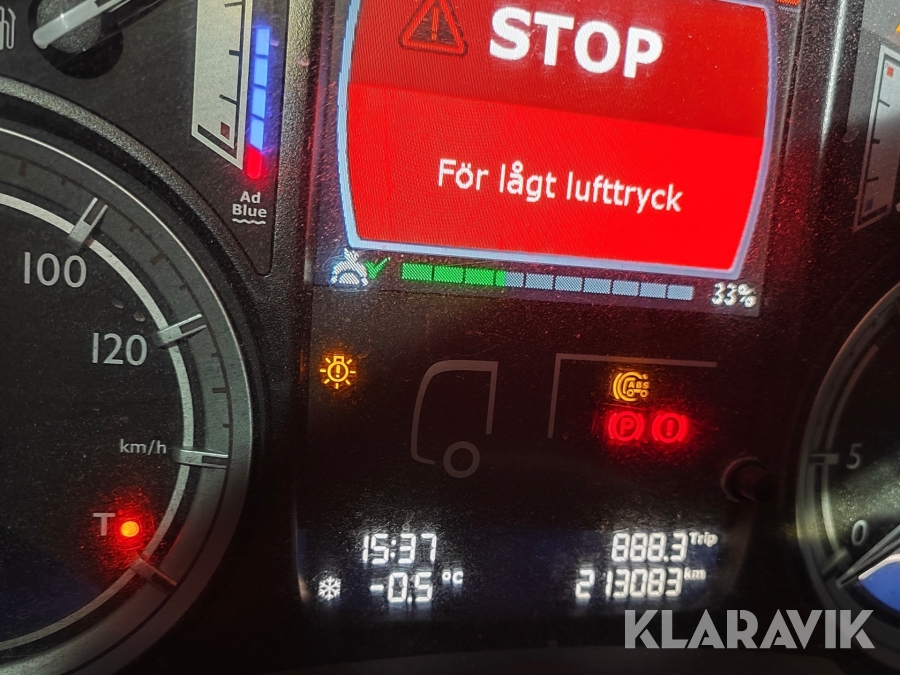 STOP
För lågt lufttryck
Ad
Blue
33%
100
120
km/h
T
ABS
P
5
0
15:37
888.3 Trip
-0.5 °C
213083 km
KLARAVIK